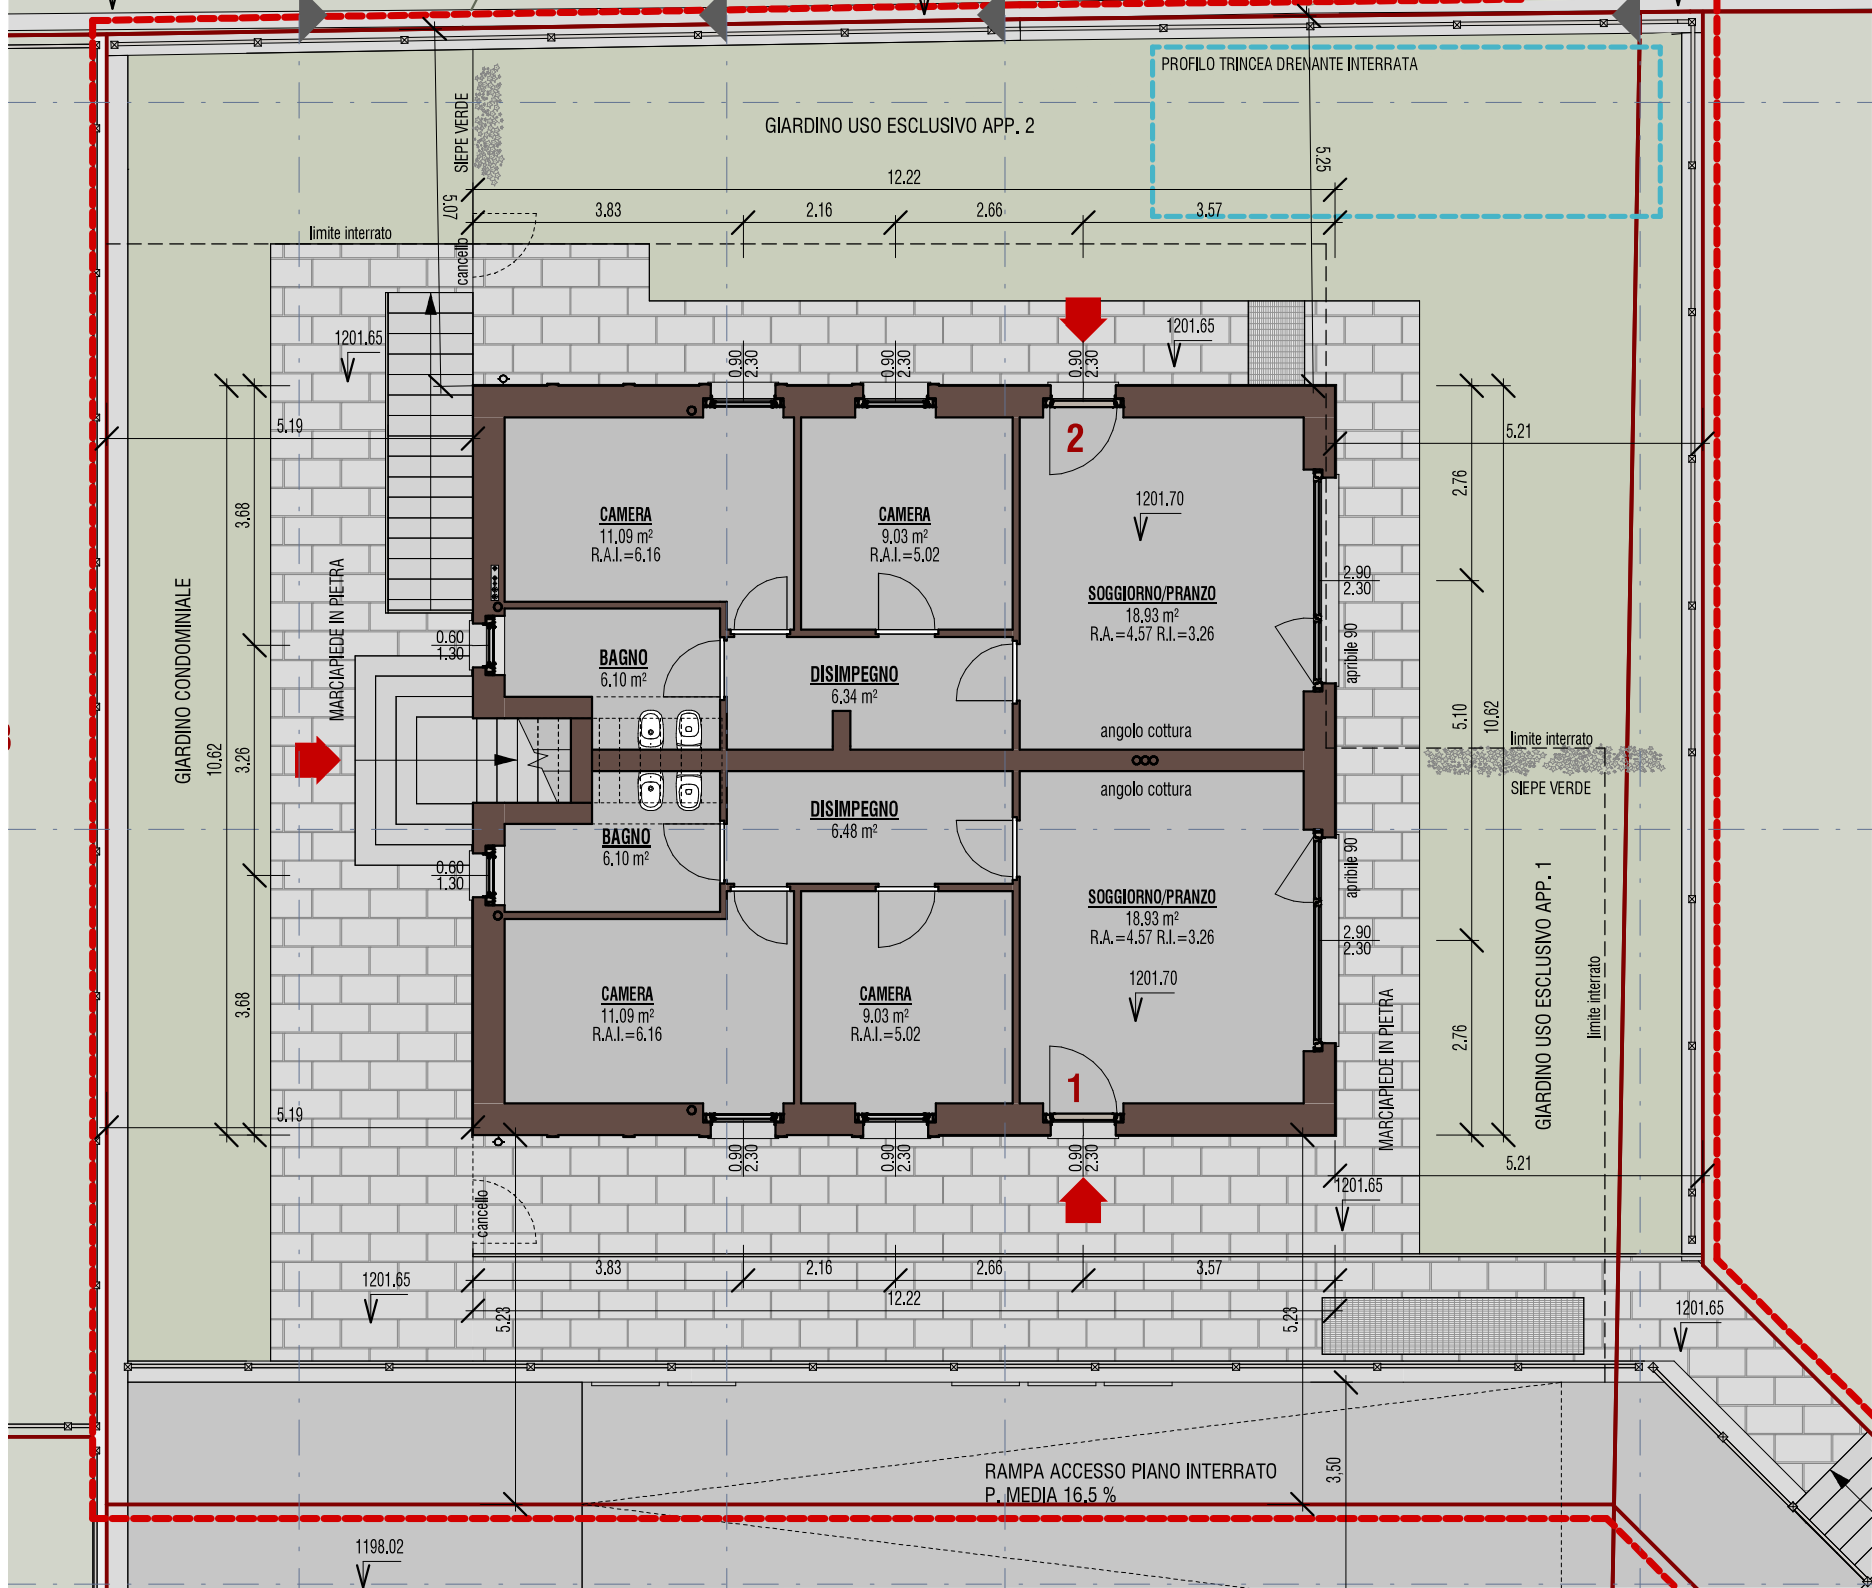 PROFILO TRINCEA DRENANTE INTERRATA
GIARDINO USO ESCLUSIVO APP. 2
SIEPE VERDE
5.25
12.22
5.07
3.83
2.16
2.66
3.57
limite interrato
cancello
1201.65
1201.65
0.90
2.30
0.90
2.30
0.90
2.30
5.19
2
5.21
2.76
3.68
CAMERA
11.09 m²
R.A.I.=6.16
CAMERA
9.03 m²
R.A.I.=5.02
1201.70
SOGGIORNO/PRANZO
18.93 m²
R.A.=4.57 R.I.=3.26
2.90
2.30
apribile 90
GIARDINO CONDOMINIALE
MARCIAPIEDE IN PIETRA
0.60
1.30
BAGNO
6.10 m²
DISIMPEGNO
6.34 m²
angolo cottura
10.62
3.26
5.10
10.62
limite interrato
SIEPE VERDE
angolo cottura
DISIMPEGNO
6.48 m²
BAGNO
6.10 m²
0.60
1.30
apribile 90
SOGGIORNO/PRANZO
18.93 m²
R.A.=4.57 R.I.=3.26
2.90
2.30
1201.70
GIARDINO USO ESCLUSIVO APP. 1
limite interrato
MARCIAPIEDE IN PIETRA
3.68
CAMERA
11.09 m²
R.A.I.=6.16
CAMERA
9.03 m²
R.A.I.=5.02
2.76
1
5.19
0.90
2.30
0.90
2.30
0.90
2.30
5.21
1201.65
cancello
1201.65
3.83
2.16
2.66
3.57
12.22
5.23
5.23
1201.65
RAMPA ACCESSO PIANO INTERRATO
P. MEDIA 16.5 %
3,50
1198.02